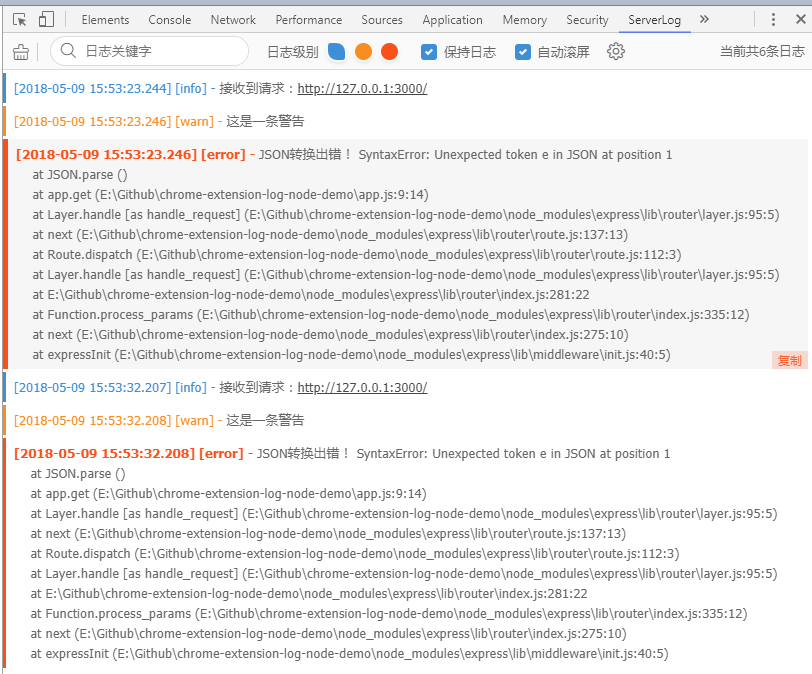 Elements Console Network Performance Sources Application Memory Security ServerLog »
日志关键字 日志级别 保持日志 自动滚屏 当前共6条日志
[2018-05-09 15:53:23.244] [info] - 接收到请求：http://127.0.0.1:3000/
[2018-05-09 15:53:23.246] [warn] - 这是一条警告
[2018-05-09 15:53:23.246] [error] - JSON转换出错！ SyntaxError: Unexpected token e in JSON at position 1
at JSON.parse ()
at app.get (E:\Github\chrome-extension-log-node-demo\app.js:9:14)
at Layer.handle [as handle_request] (E:\Github\chrome-extension-log-node-demo\node_modules\express\lib\router\layer.js:95:5)
at next (E:\Github\chrome-extension-log-node-demo\node_modules\express\lib\router\route.js:137:13)
at Route.dispatch (E:\Github\chrome-extension-log-node-demo\node_modules\express\lib\router\route.js:112:3)
at Layer.handle [as handle_request] (E:\Github\chrome-extension-log-node-demo\node_modules\express\lib\router\layer.js:95:5)
at E:\Github\chrome-extension-log-node-demo\node_modules\express\lib\router\index.js:281:22
at Function.process_params (E:\Github\chrome-extension-log-node-demo\node_modules\express\lib\router\index.js:335:12)
at next (E:\Github\chrome-extension-log-node-demo\node_modules\express\lib\router\index.js:275:10)
at expressInit (E:\Github\chrome-extension-log-node-demo\node_modules\express\lib\middleware\init.js:40:5)
复制
[2018-05-09 15:53:32.207] [info] - 接收到请求：http://127.0.0.1:3000/
[2018-05-09 15:53:32.208] [warn] - 这是一条警告
[2018-05-09 15:53:32.208] [error] - JSON转换出错！ SyntaxError: Unexpected token e in JSON at position 1
at JSON.parse ()
at app.get (E:\Github\chrome-extension-log-node-demo\app.js:9:14)
at Layer.handle [as handle_request] (E:\Github\chrome-extension-log-node-demo\node_modules\express\lib\router\layer.js:95:5)
at next (E:\Github\chrome-extension-log-node-demo\node_modules\express\lib\router\route.js:137:13)
at Route.dispatch (E:\Github\chrome-extension-log-node-demo\node_modules\express\lib\router\route.js:112:3)
at Layer.handle [as handle_request] (E:\Github\chrome-extension-log-node-demo\node_modules\express\lib\router\layer.js:95:5)
at E:\Github\chrome-extension-log-node-demo\node_modules\express\lib\router\index.js:281:22
at Function.process_params (E:\Github\chrome-extension-log-node-demo\node_modules\express\lib\router\index.js:335:12)
at next (E:\Github\chrome-extension-log-node-demo\node_modules\express\lib\router\index.js:275:10)
at expressInit (E:\Github\chrome-extension-log-node-demo\node_modules\express\lib\middleware\init.js:40:5)